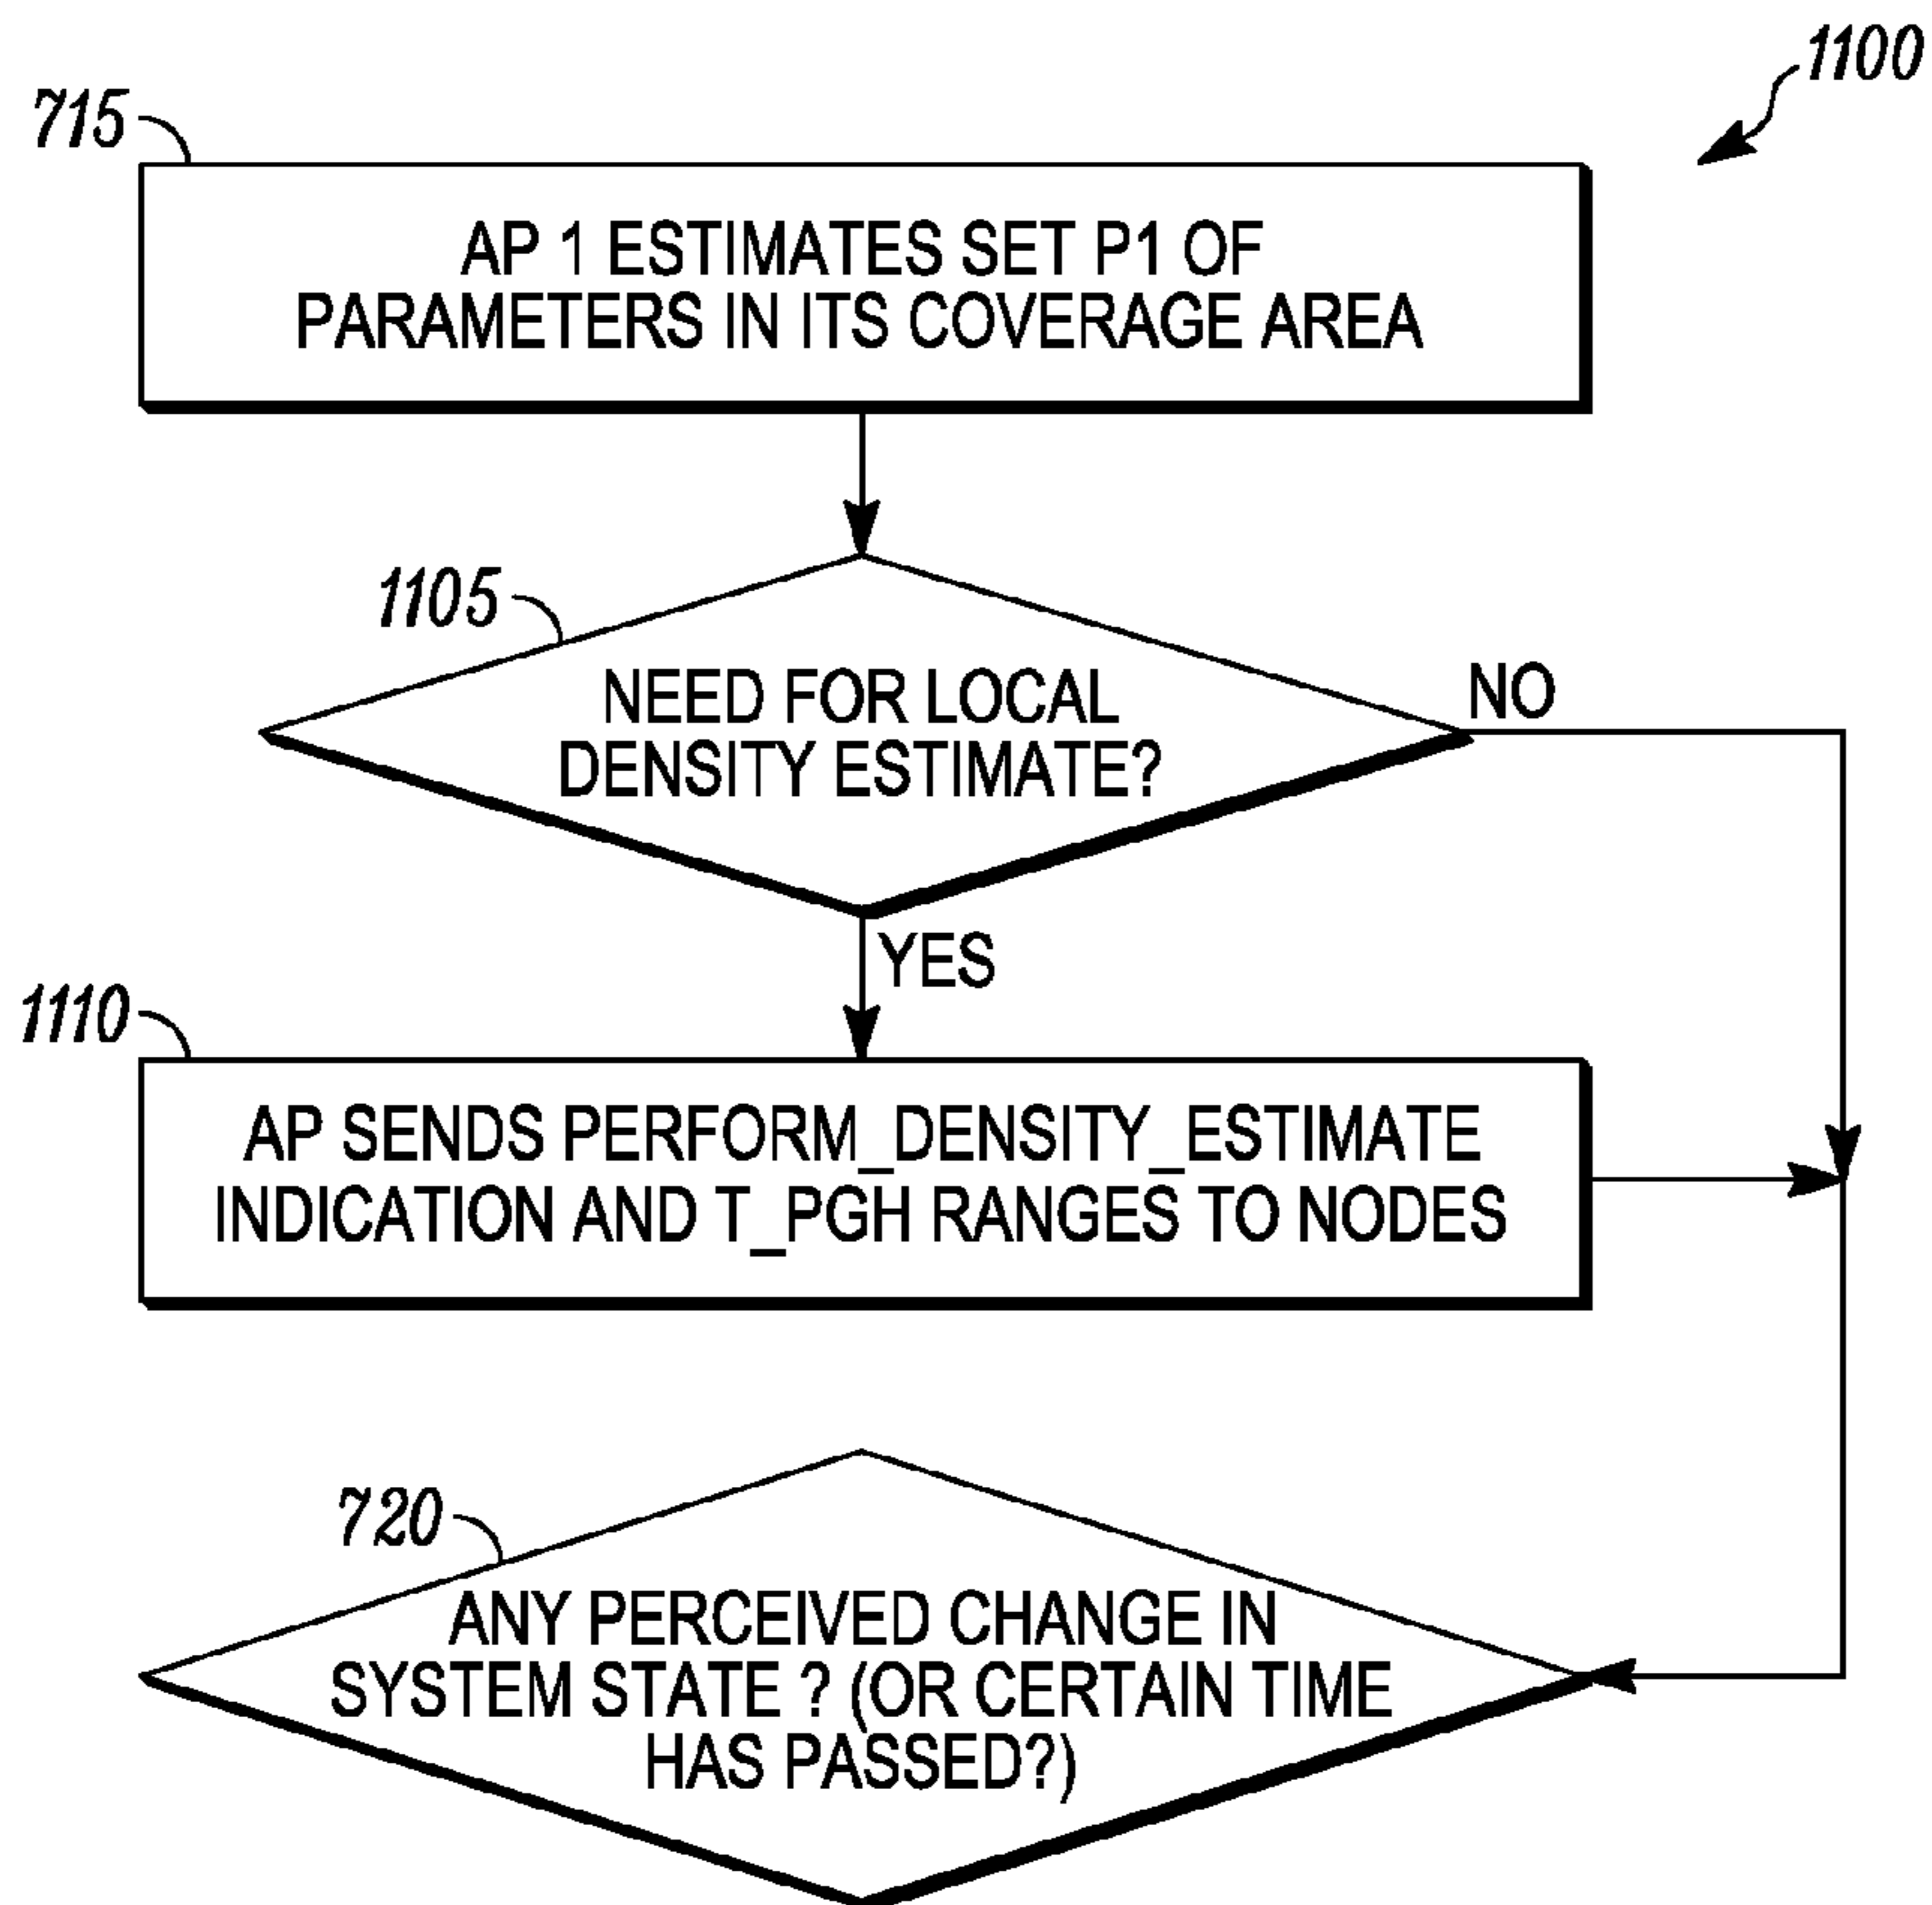 1100
715
AP 1 ESTIMATES SET P1 OF
PARAMETERS IN ITS COVERAGE AREA
1105
NEED FOR LOCAL
DENSITY ESTIMATE?
NO
YES
1110
AP SENDS PERFORM_DENSITY_ESTIMATE
INDICATION AND T_PGH RANGES TO NODES
720
ANY PERCEIVED CHANGE IN
SYSTEM STATE ? (OR CERTAIN TIME
HAS PASSED?)